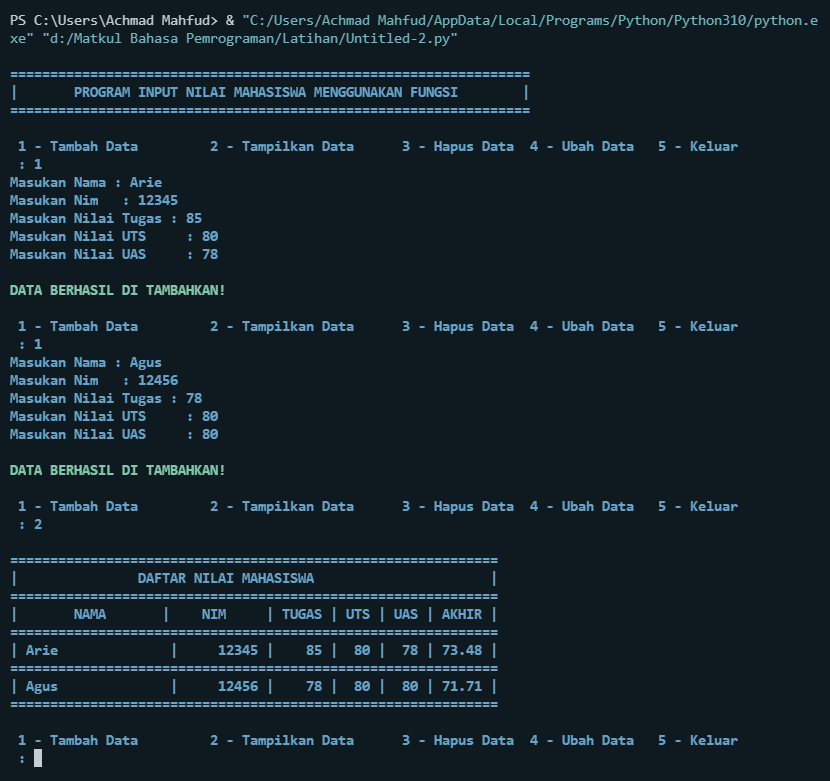 PS C:\Users\Achmad Mahfud> & "C:/Users/Achmad Mahfud/AppData/Local/Programs/Python/Python310/python.e
xe" "d:/Matkul Bahasa Pemrograman/Latihan/Untitled-2.py"
=================================================================
|       PROGRAM INPUT NILAI MAHASISWA MENGGUNAKAN FUNGSI        |
=================================================================
 1 - Tambah Data         2 - Tampilkan Data      3 - Hapus Data  4 - Ubah Data   5 - Keluar
 : 1
Masukan Nama : Arie
Masukan Nim   : 12345
Masukan Nilai Tugas : 85
Masukan Nilai UTS     : 80
Masukan Nilai UAS     : 78
DATA BERHASIL DI TAMBAHKAN!
 1 - Tambah Data         2 - Tampilkan Data      3 - Hapus Data  4 - Ubah Data   5 - Keluar
 : 1
Masukan Nama : Agus
Masukan Nim   : 12456
Masukan Nilai Tugas : 78
Masukan Nilai UTS     : 80
Masukan Nilai UAS     : 80
DATA BERHASIL DI TAMBAHKAN!
 1 - Tambah Data         2 - Tampilkan Data      3 - Hapus Data  4 - Ubah Data   5 - Keluar
 : 2
=============================================================
|               DAFTAR NILAI MAHASISWA                      |
=============================================================
|       NAMA       |    NIM     | TUGAS | UTS | UAS | AKHIR |
=============================================================
| Arie              |     12345 |    85 |  80 |  78 | 73.48 |
=============================================================
| Agus              |     12456 |    78 |  80 |  80 | 71.71 |
=============================================================
 1 - Tambah Data         2 - Tampilkan Data      3 - Hapus Data  4 - Ubah Data   5 - Keluar
 :